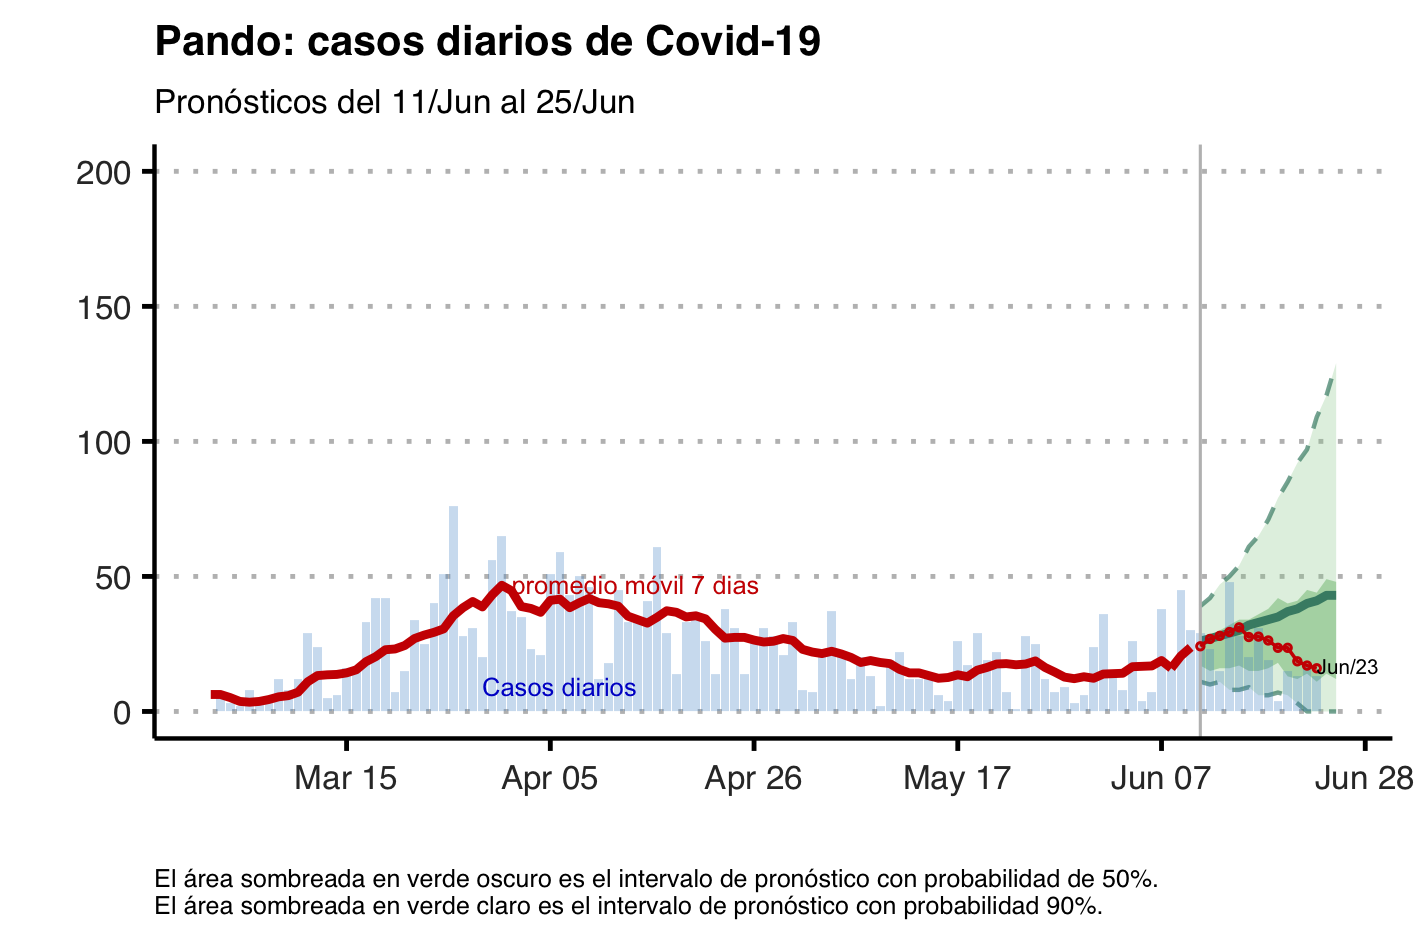 Pando: casos diarios de Covid-19
Pronósticos del 11/Jun al 25/Jun
200
150
100
50
0
promedio móvil 7 dias
Casos diarios
Jun/23
Mar 15
Apr 05
Apr 26
May 17
Jun 07
Jun 28
El área sombreada en verde oscuro es el intervalo de pronóstico con probabilidad de 50%.
El área sombreada en verde claro es el intervalo de pronóstico con probabilidad 90%.